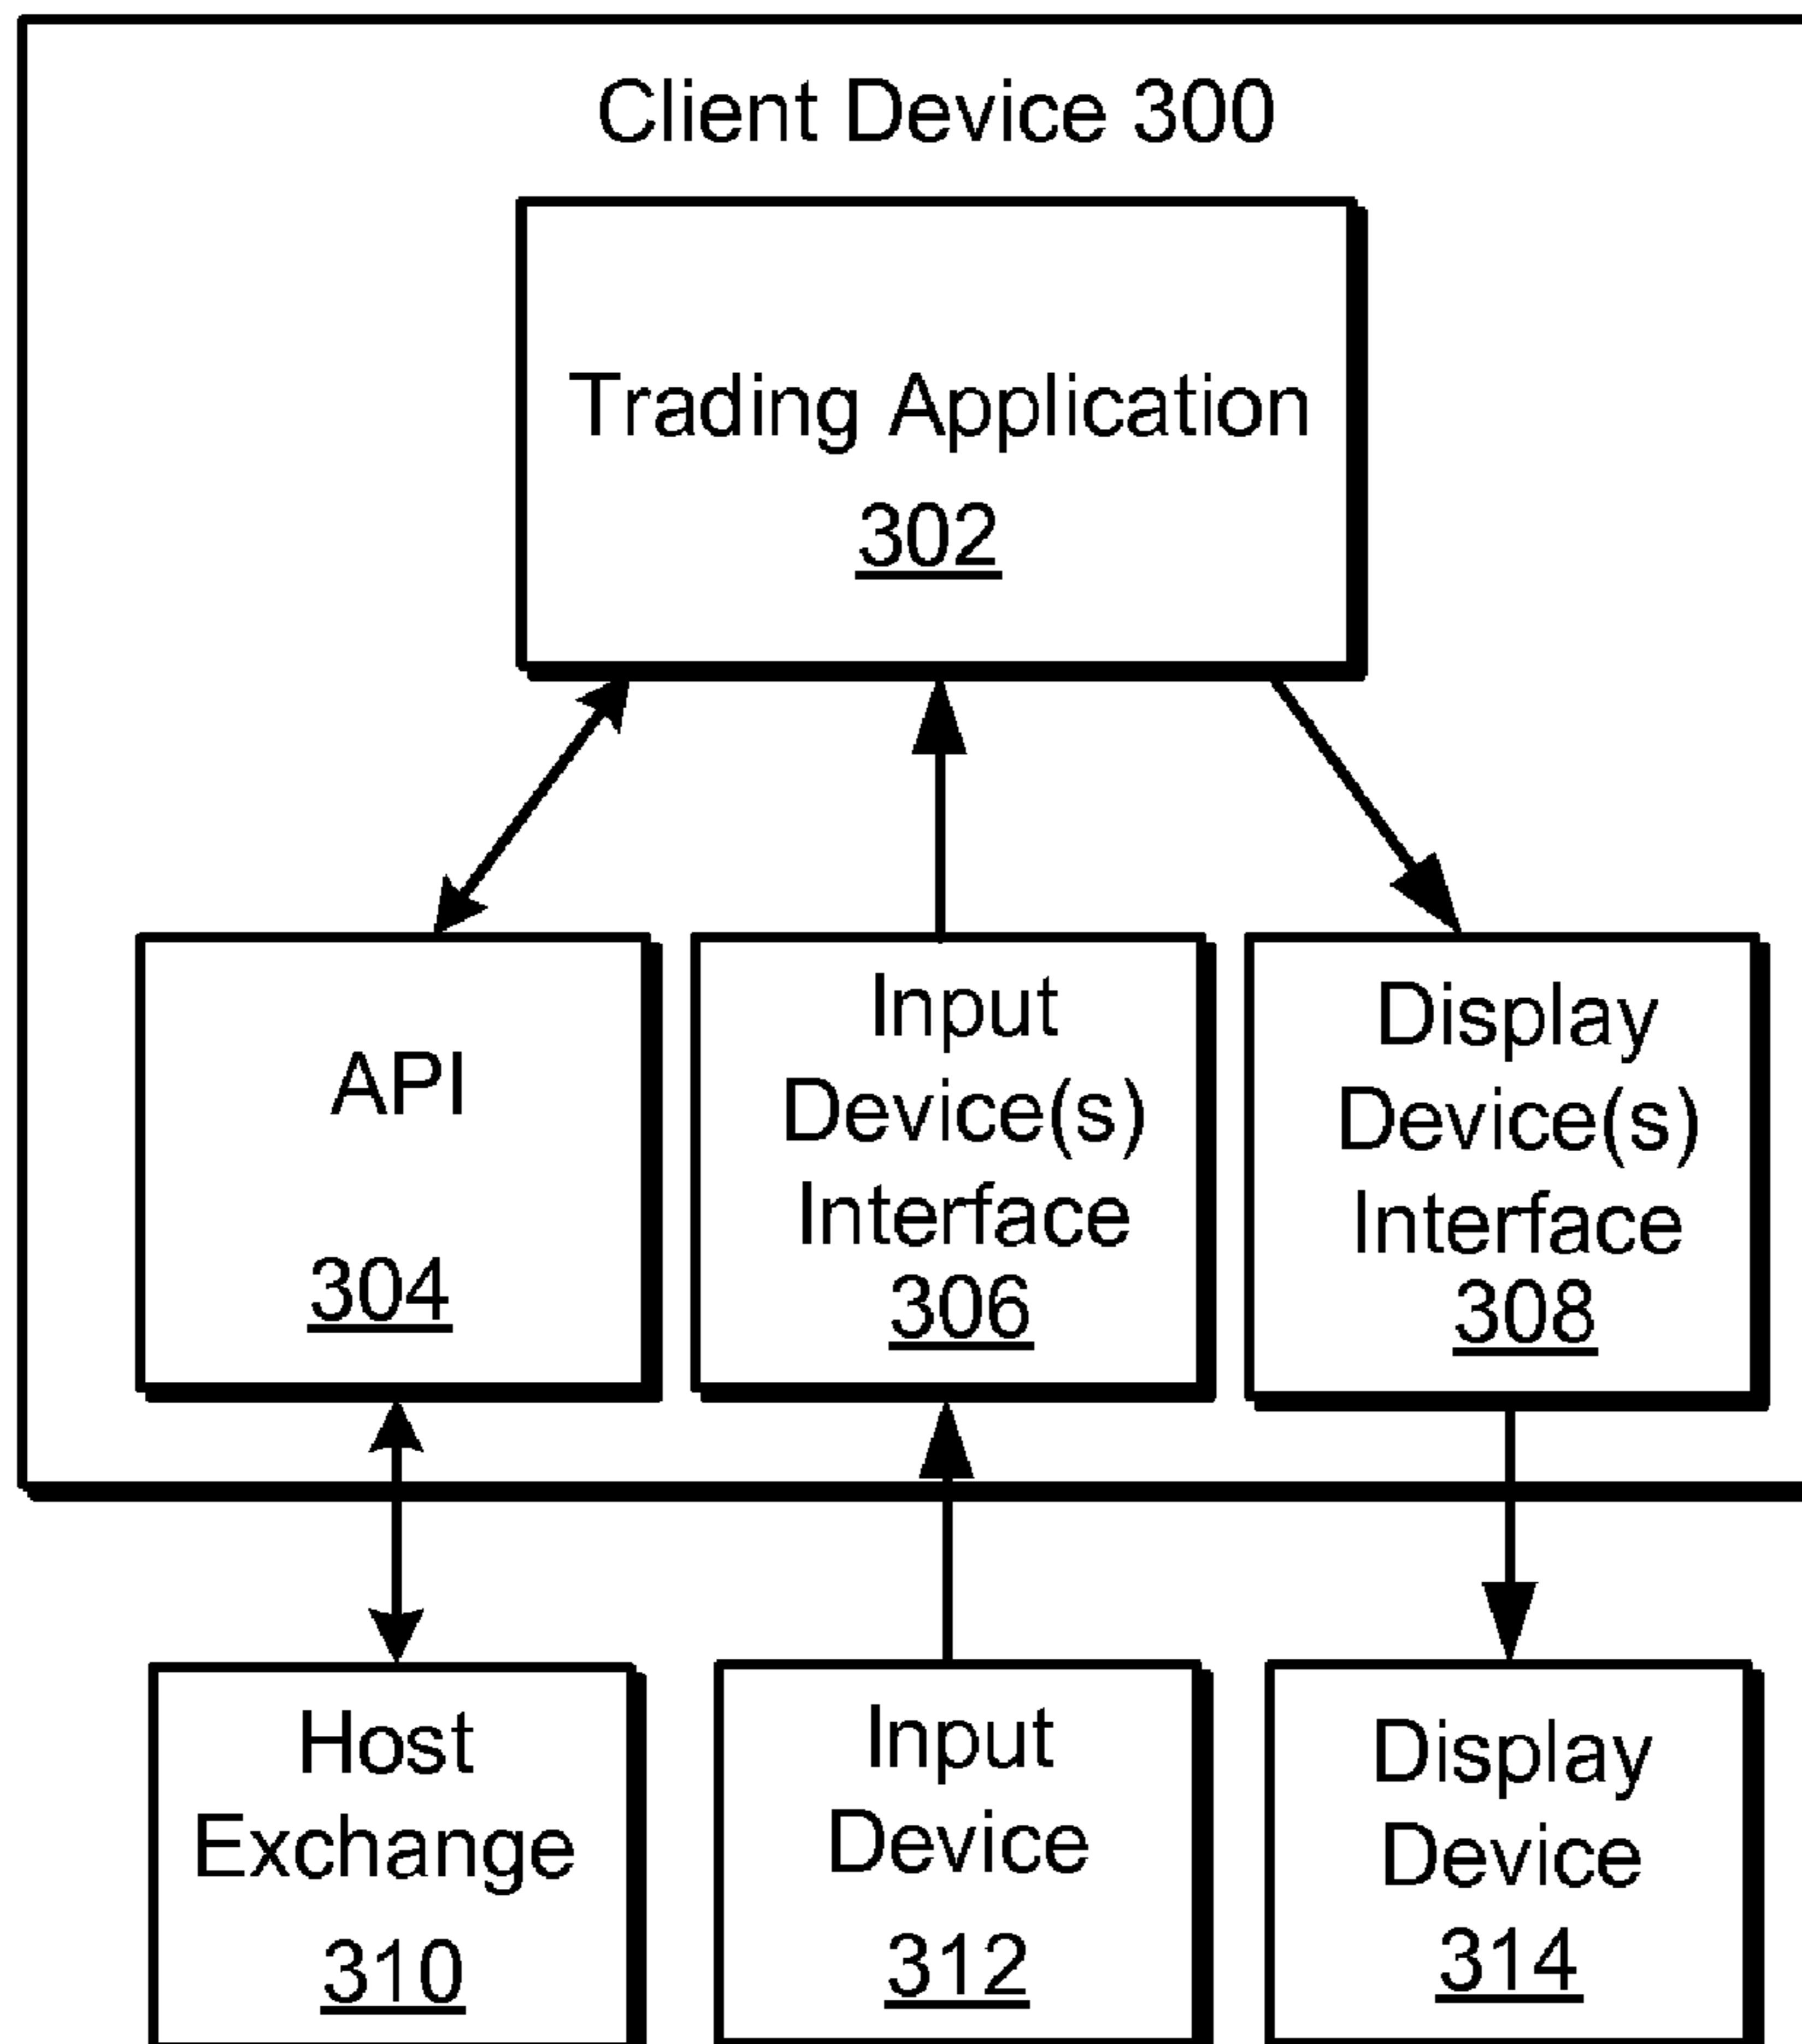 Client Device 300
Trading Application
302
API
304
Input
Device(s)
Interface
306
Display
Device(s)
Interface
308
Host
Exchange
310
Input
Device
312
Display
Device
314